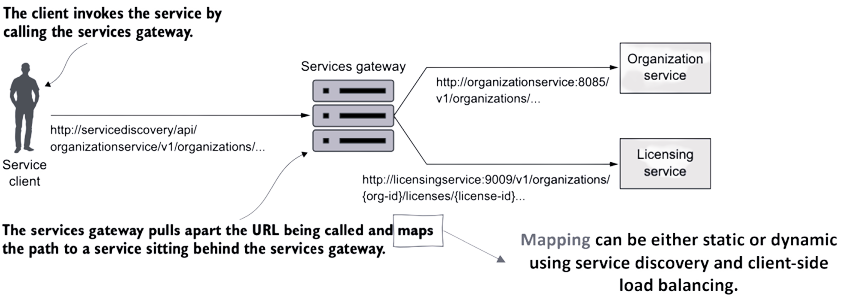 The client invokes the service by
calling the services gateway.
Services gateway
Organization
service
http://organizationservice:8085/
v1/organizations/...
http://servicediscovery/api/
organizationservice/v1/organizations/...
Service
client
Licensing
service
http://licensingservice:9009/v1/organizations/
{org-id}/licenses/{license-id}...
The services gateway pulls apart the URL being called and maps
the path to a service sitting behind the services gateway.
Mapping can be either static or dynamic
using service discovery and client-side
load balancing.